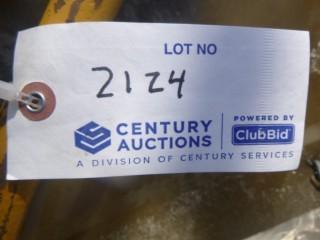 LOT NO
2124
CENTURY AUCTIONS
POWERED BY
ClubBid
A DIVISION OF CENTURY SERVICES